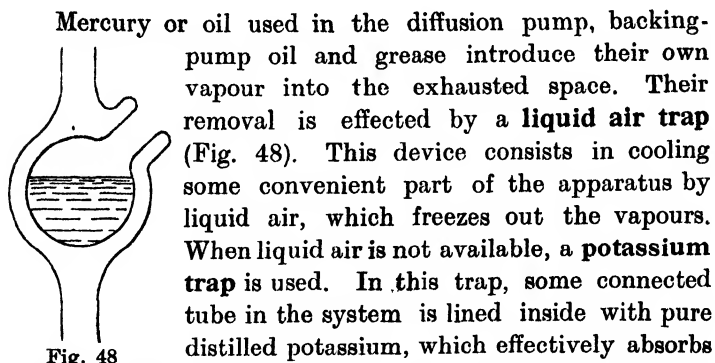 Mercury or oil used in the diffusion pump, backing-
pump oil and grease introduce their own
vapour into the exhausted space. Their
removal is effected by a liquid air trap
(Fig. 48). This device consists in cooling
some convenient part of the apparatus by
liquid air, which freezes out the vapours.
When liquid air is not available, a potassium
trap is used. In this trap, some connected
tube in the system is lined inside with pure
distilled potassium, which effectively absorbs
Fig. 48